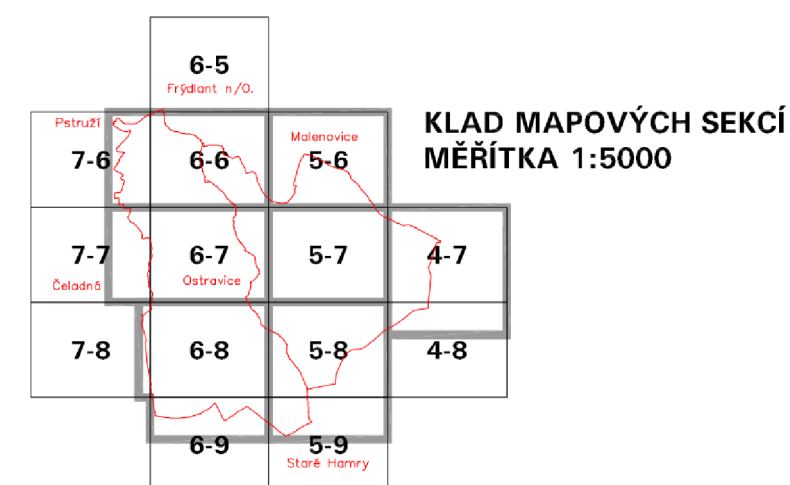 6-5
Frýdlant n/O.
KLAD MAPOVÝCH SEKCÍ
MĚŘÍTKA 1:5000
Pstruží
Malenovice
7-6
6-6
5-6
7-7
6-7
5-7
4-7
Čeladná
Ostravice
7-8
6-8
5-8
4-8
6-9
5-9
Staré Hamry